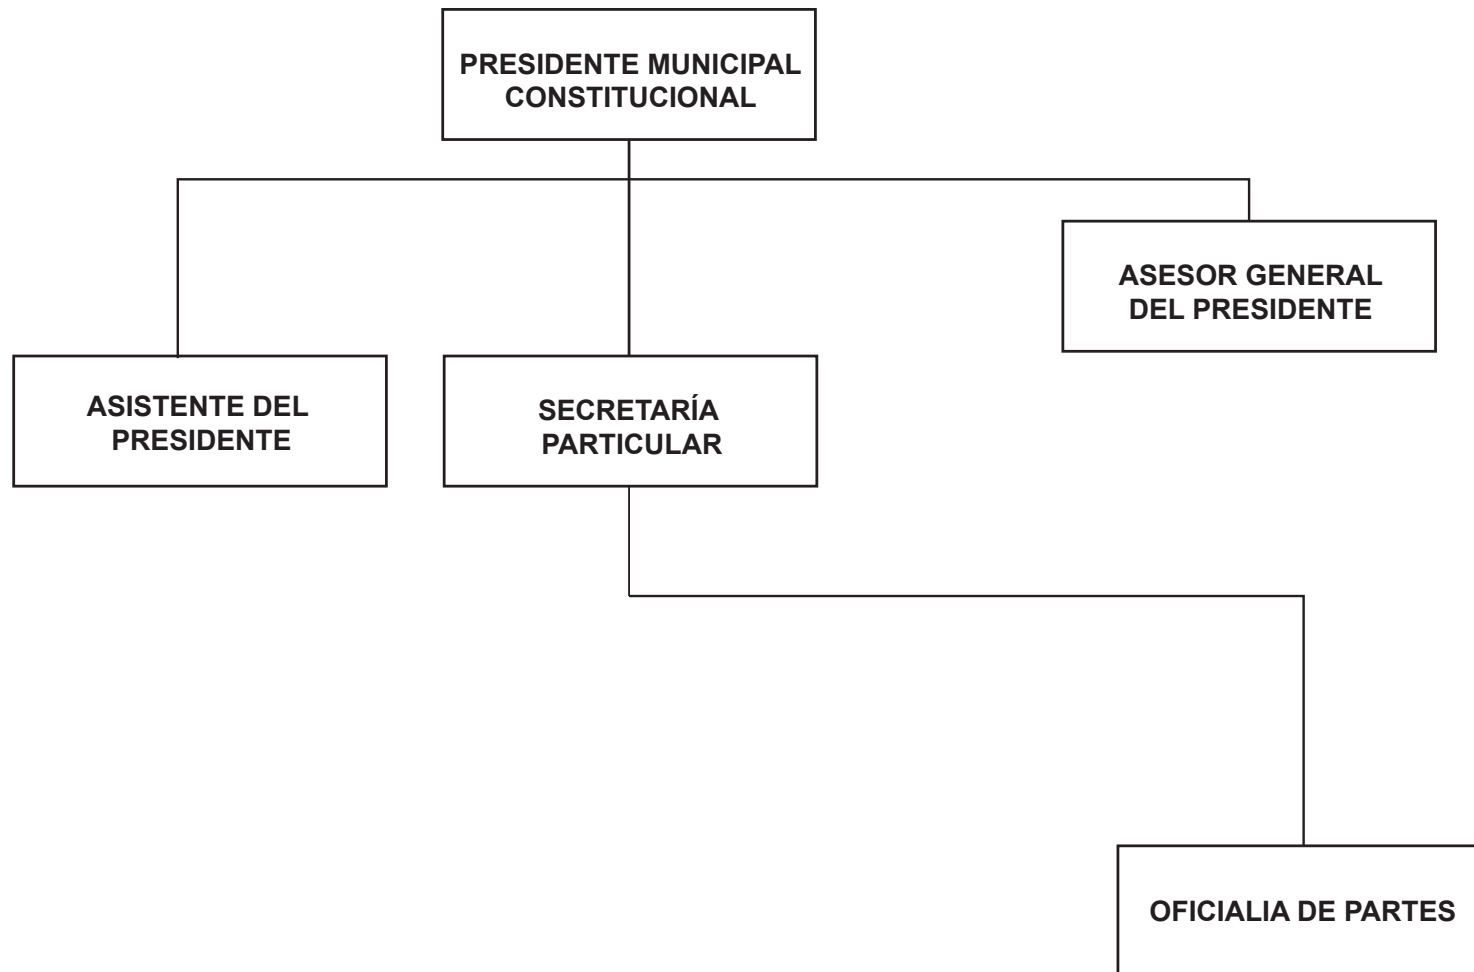 PRESIDENTE MUNICIPAL
CONSTITUCIONAL
ASESOR GENERAL
DEL PRESIDENTE
ASISTENTE DEL
PRESIDENTE
SECRETARÍA
PARTICULAR
OFICIALIA DE PARTES